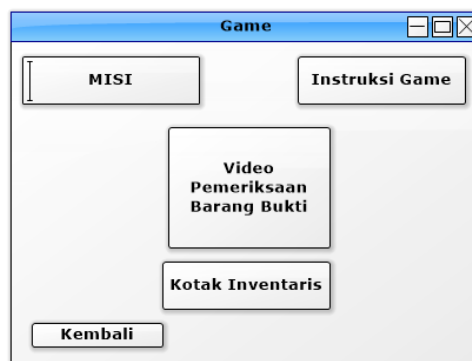 Game
MISI
Instruksi Game
Video
Pemeriksaan
Barang Bukti
Kotak Inventaris
Kembali